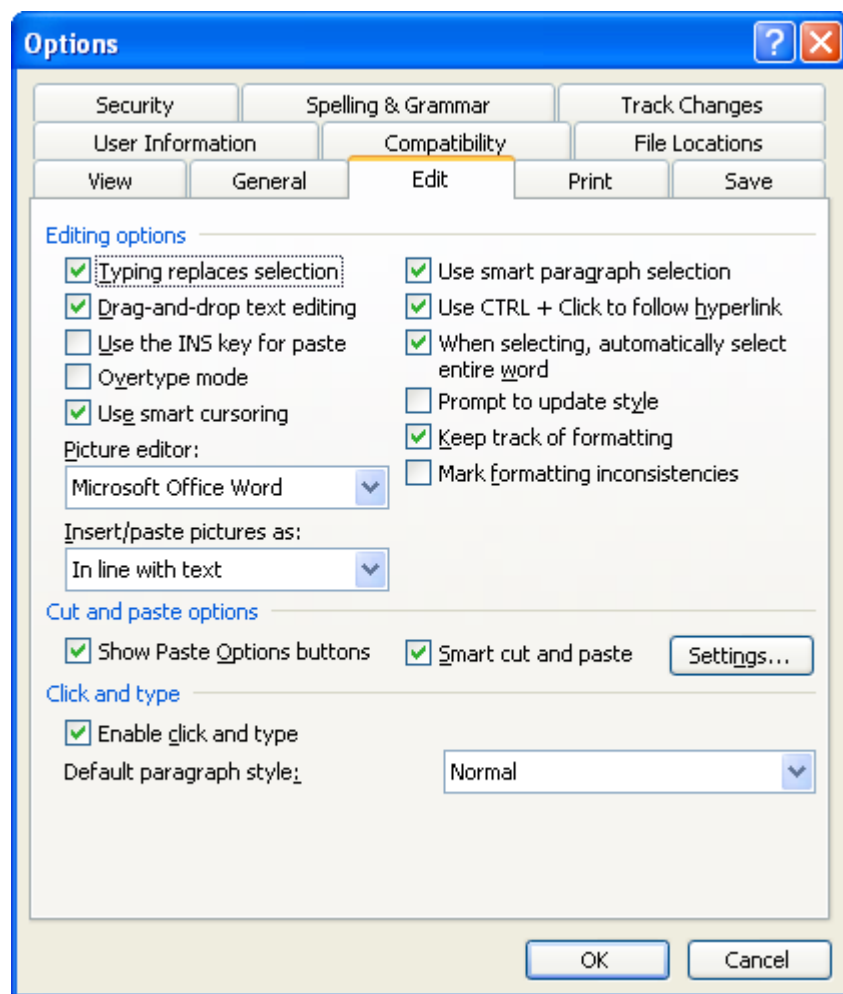 Options
Security Spelling & Grammar Track Changes
User Information Compatibility File Locations
View General Edit Print Save
Editing options
Typing replaces selection
Drag-and-drop text editing
Use the INS key for paste
Overtype mode
Use smart cursoring
Picture editor:
Microsoft Office Word
Insert/paste pictures as:
In line with text
Use smart paragraph selection
Use CTRL + Click to follow hyperlink
When selecting, automatically select
entire word
Prompt to update style
Keep track of formatting
Mark formatting inconsistencies
Cut and paste options
Show Paste Options buttons Smart cut and paste Settings...
Click and type
Enable click and type
Default paragraph style: Normal
OK Cancel